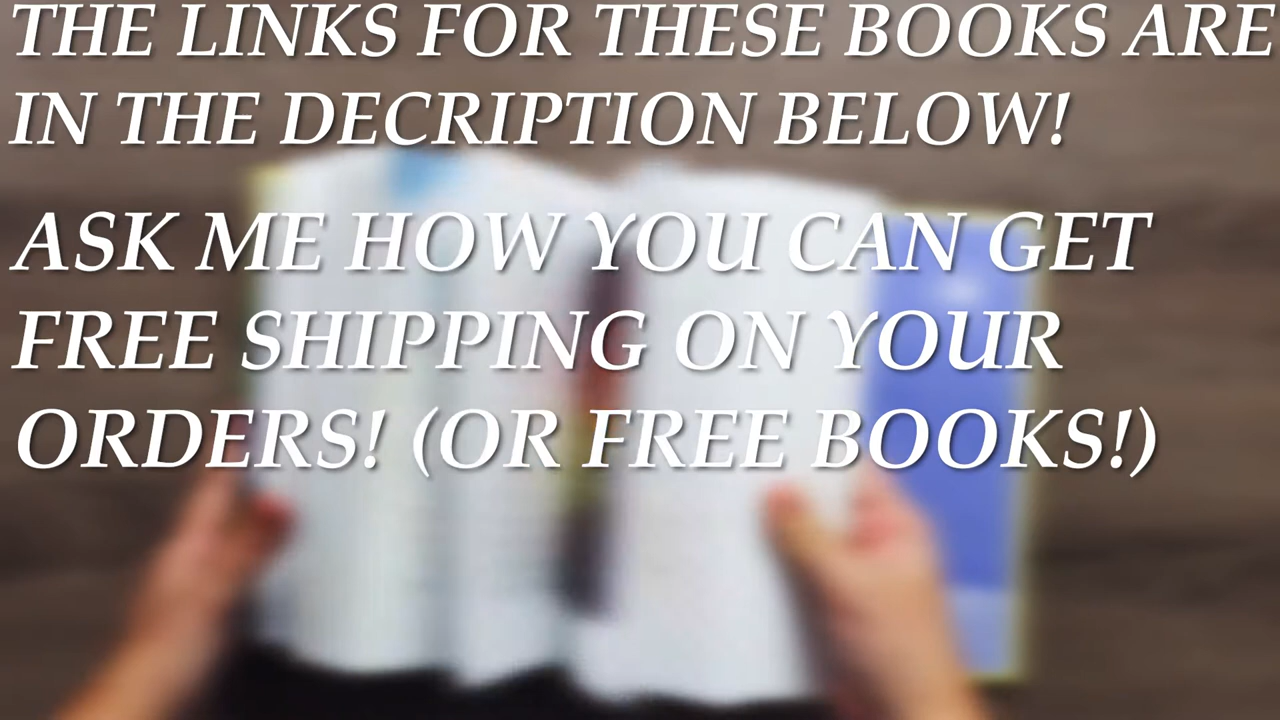 THE LINKS FOR THESE BOOKS ARE
IN THE DECRIPTION BELOW!
ASK ME HOW YOU CAN GET
FREE SHIPPING ON YOUR
ORDERS! (OR FREE BOOKS!)